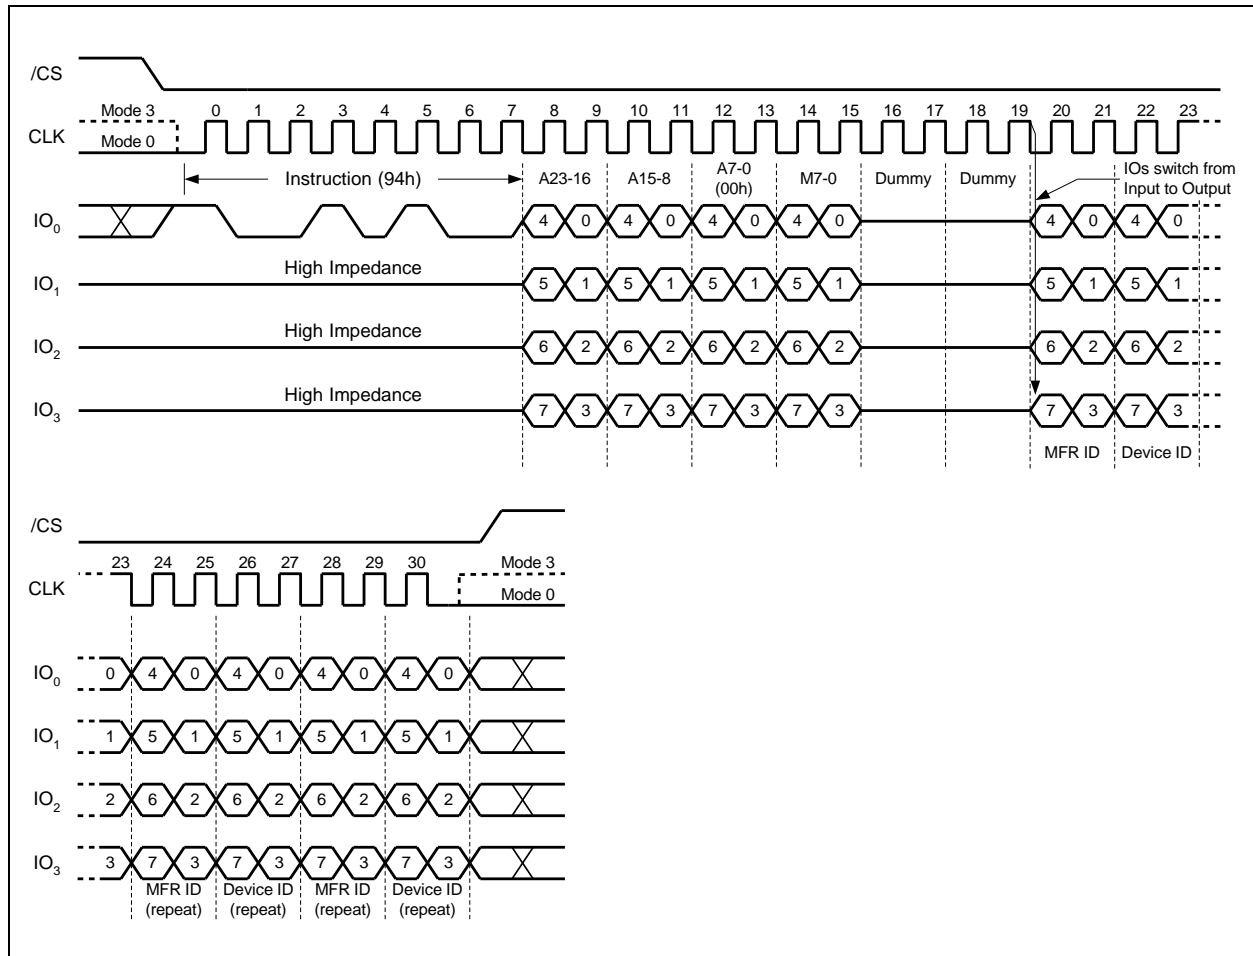 /CS
Mode 3 0 1 2 3 4 5 6 7 8 9 10 11 12 13 14 15 16 17 18 19 20 21 22 23
CLK
Mode 0
Instruction (94h) A23-16 A15-8 A7-0 (00h) M7-0 Dummy Dummy
IOs switch from
Input to Output
IO0 4 0 4 0 4 0 4 0 4 0 4 0
High Impedance
IO1 5 1 5 1 5 1 5 1 5 1 5 1
High Impedance
IO2 6 2 6 2 6 2 6 2 6 2 6 2
High Impedance
IO3 7 3 7 3 7 3 7 3 7 3 7 3
MFR ID Device ID
/CS
23 24 25 26 27 28 29 30 Mode 3
CLK
Mode 0
IO0 0 4 0 4 0 4 0 4 0
IO1 1 5 1 5 1 5 1 5 1
IO2 2 6 2 6 2 6 2 6 2
IO3 3 7 3 7 3 7 3 7 3
MFR ID Device ID MFR ID Device ID
(repeat) (repeat) (repeat) (repeat)